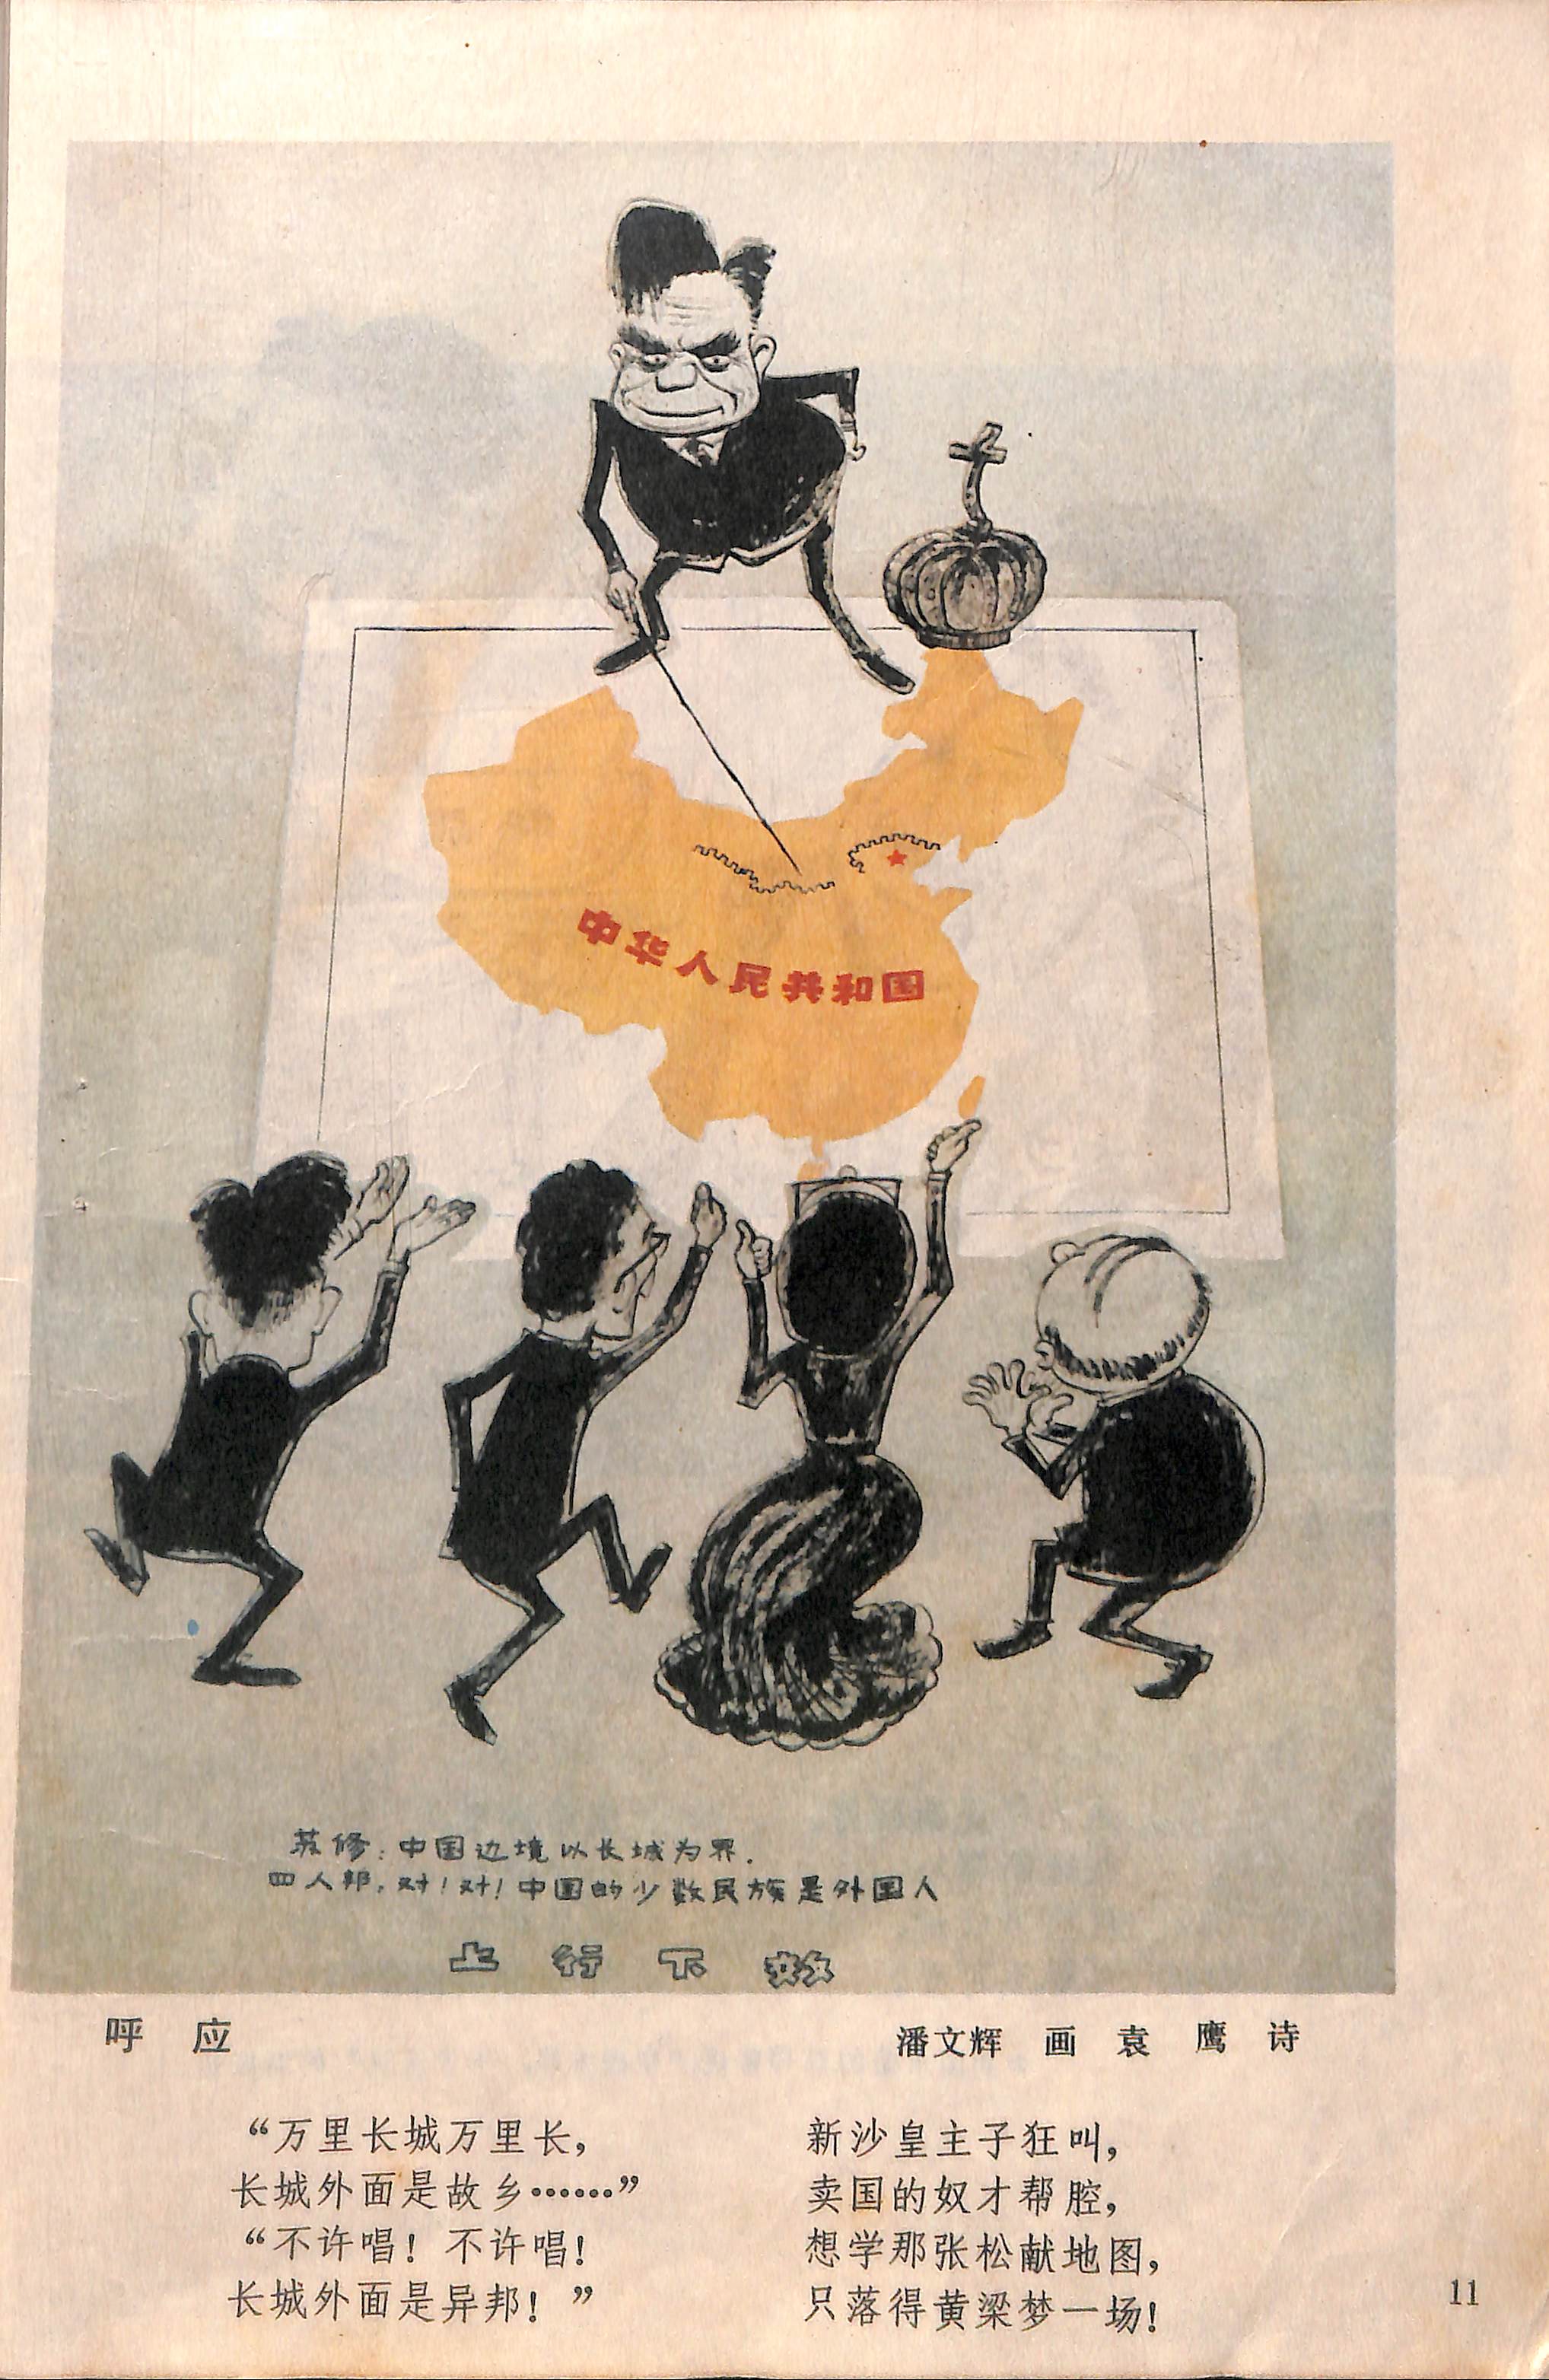 中华人民共和国
苏修：中国边境以长城为界．
四人邦，对！对！中国的少数民族是外国人
上行下效
呼 应
潘文辉 画 袁 鹰 诗
“万里长城万里长，
长城外面是故乡……”
“不许唱！不许唱！
长城外面是异邦！”
新沙皇主子狂叫，
卖国的奴才帮腔，
想学那张松献地图，
只落得黄粱梦一场！
11